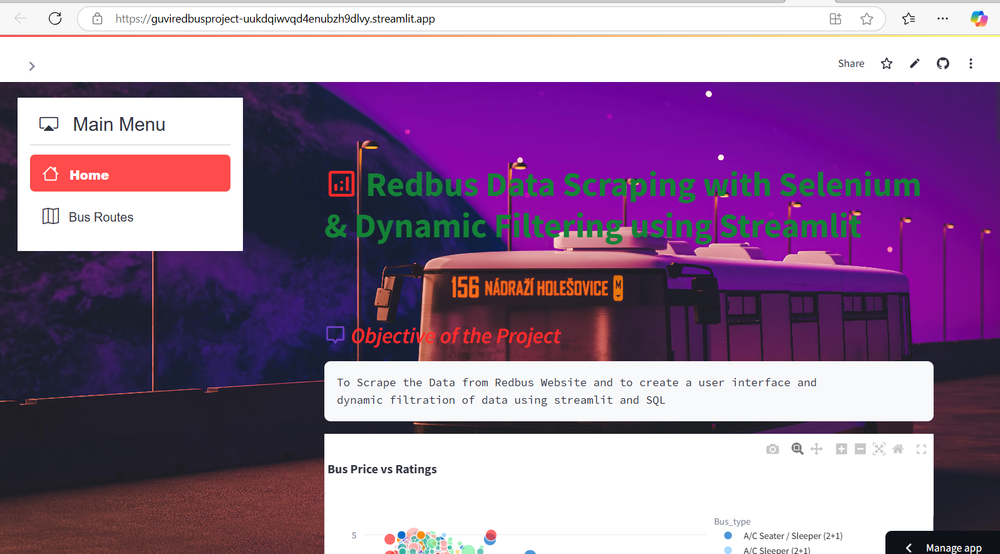 https://guviredbusproject-uukdqiwvqd4enubzh9dlvy.streamlit.app
Share
Main Menu
Home
Bus Routes
Redbus Data Scraping with Selenium
& Dynamic Filtering using Streamlit
156 NÁDRAŽÍ HOLEŠOVICE M
Objective of the Project
To Scrape the Data from Redbus Website and to create a user interface and
dynamic filtration of data using streamlit and SQL
Bus Price vs Ratings
5
Bus_type
A/C Seater / Sleeper (2+1)
A/C Sleeper (2+1)
Manage app